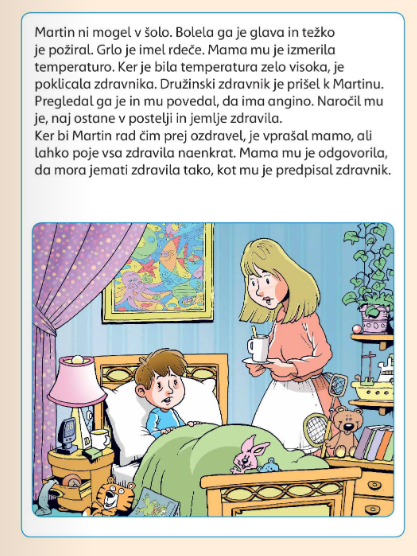 Martin ni mogel v šolo. Bolela ga je glava in težko
je požiral. Grlo je imel rdeče. Mama mu je izmerila
temperaturo. Ker je bila temperatura zelo visoka, je
poklicala zdravnika. Družinski zdravnik je prišel k Martinu.
Pregledal ga je in mu povedal, da ima angino. Naročil mu
je, naj ostane v postelji in jemlje zdravila.
Ker bi Martin rad čim prej ozdravel, je vprašal mamo, ali
lahko poje vsa zdravila naenkrat. Mama mu je odgovorila,
da mora jemati zdravila tako, kot mu je predpisal zdravnik.